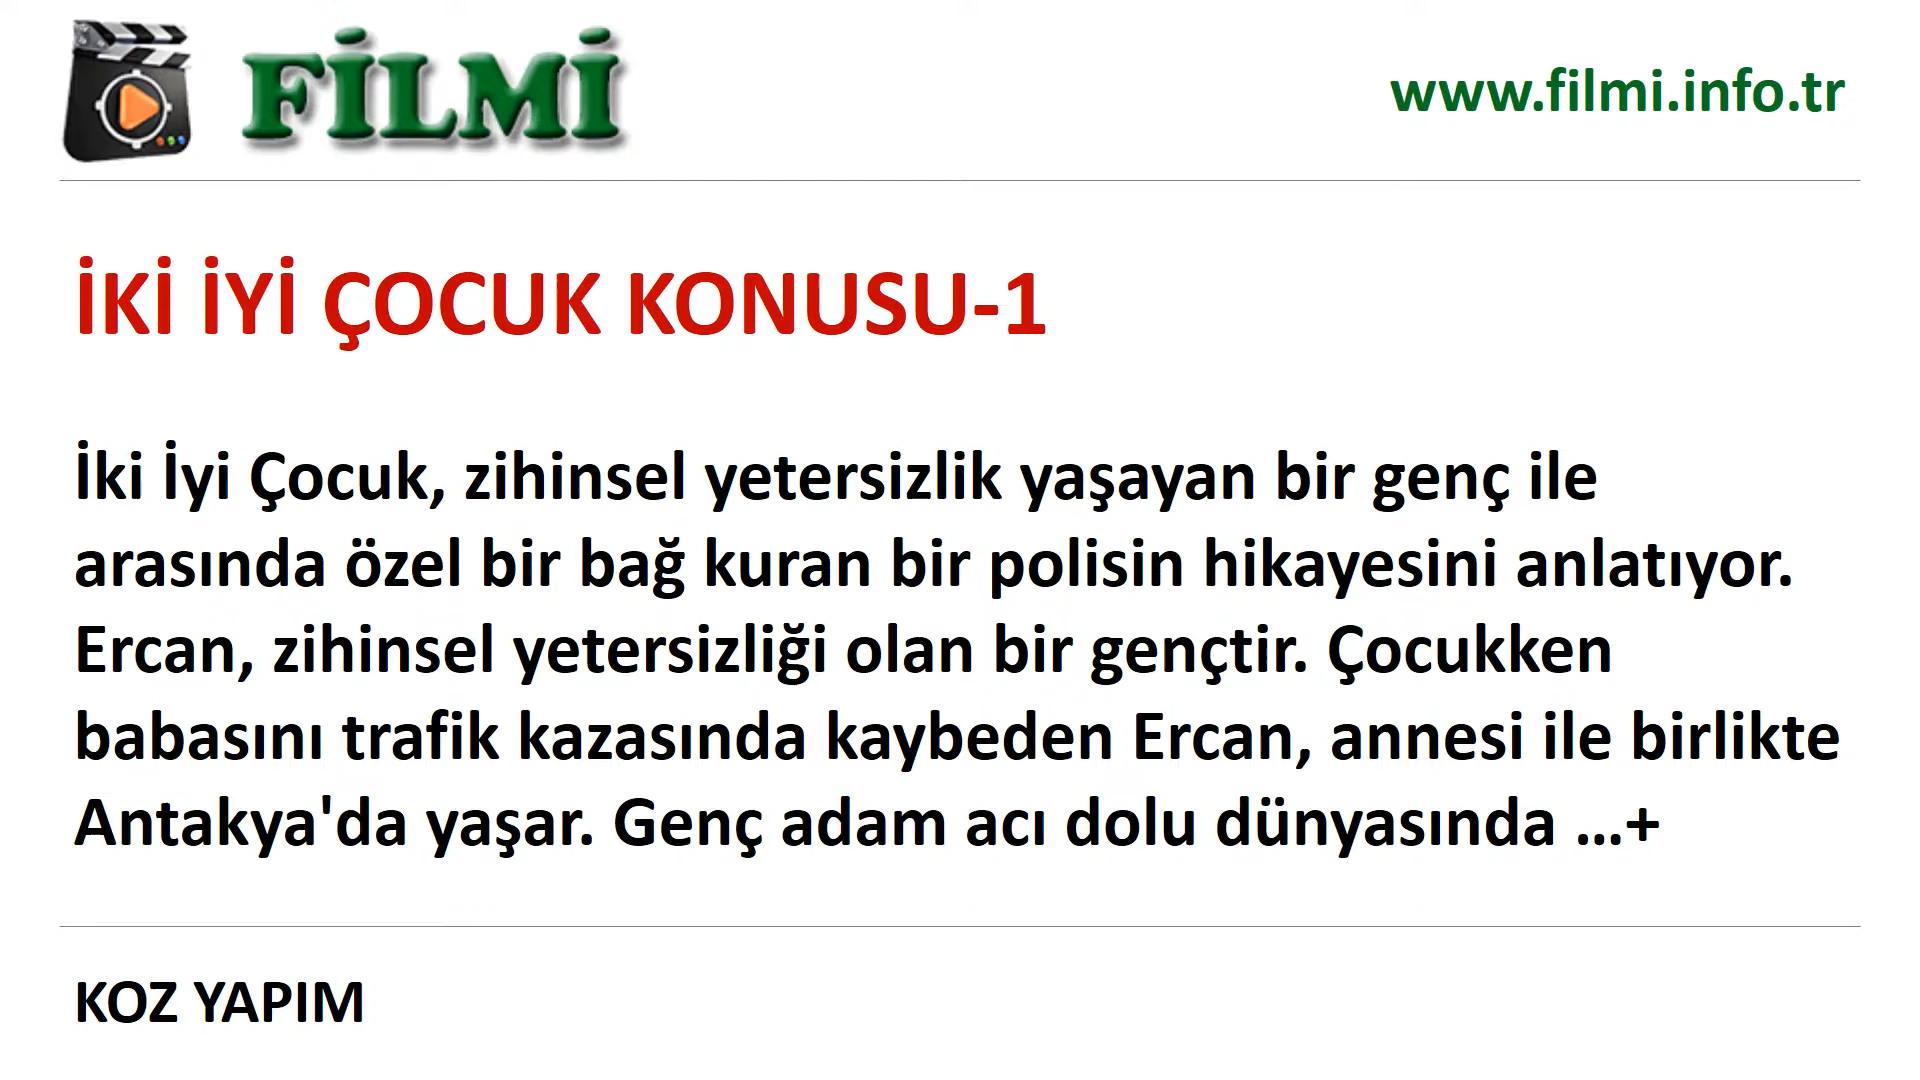 FİLMİ
www.filmi.info.tr
İKİ İYİ ÇOCUK KONUSU-1
İki İyi Çocuk, zihinsel yetersizlik yaşayan bir genç ile
arasında özel bir bağ kuran bir polisin hikayesini anlatıyor.
Ercan, zihinsel yetersizliği olan bir gençtir. Çocukken
babasını trafik kazasında kaybeden Ercan, annesi ile birlikte
Antakya'da yaşar. Genç adam acı dolu dünyasında ...+
KOZ YAPIM